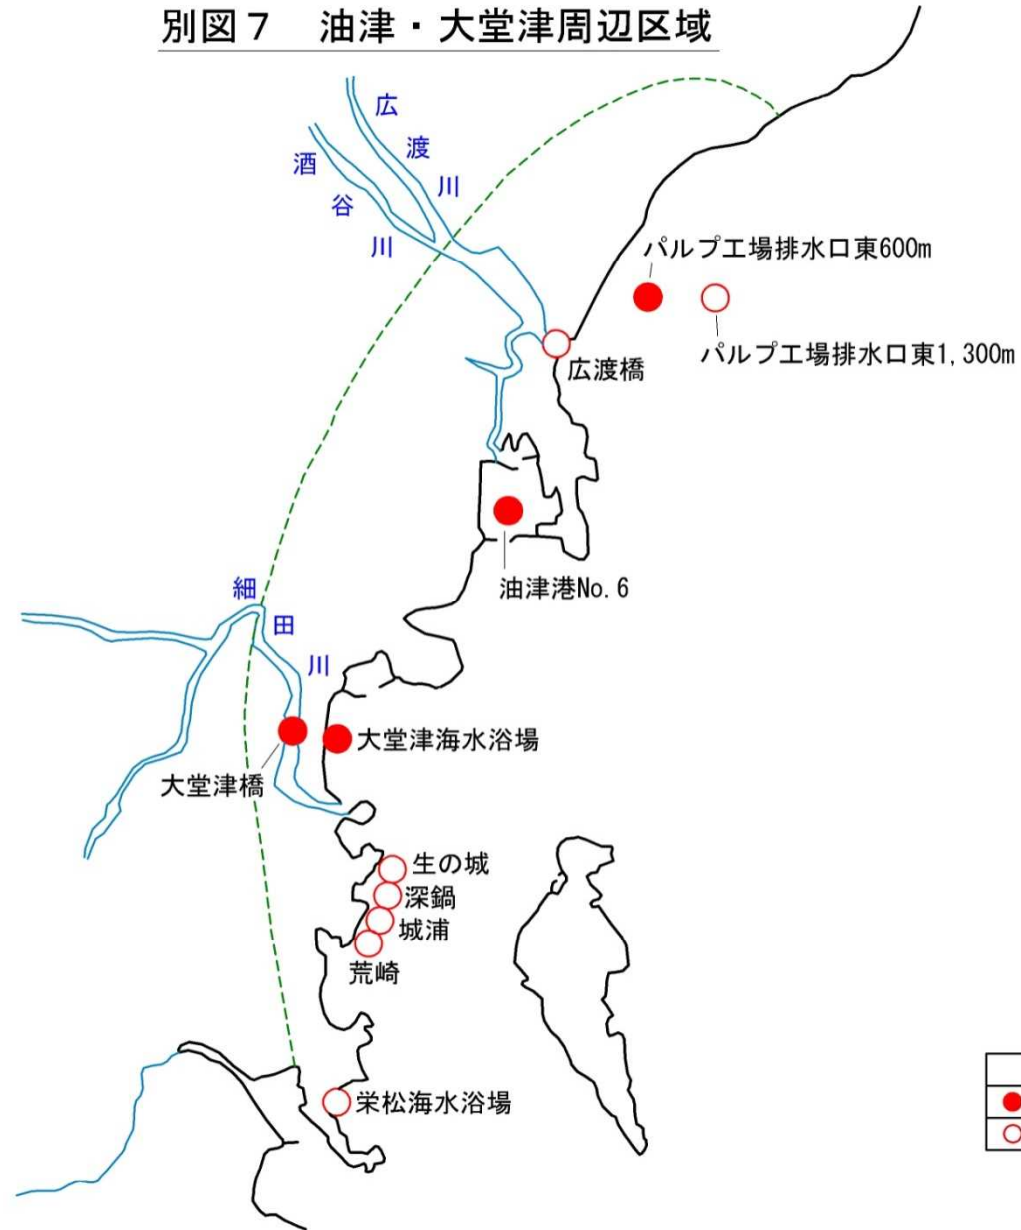 別図7 油津・大堂津周辺区域
広渡川
酒谷川
パルプ工場排水口東600m
パルプ工場排水口東1,300m
広渡橋
油津港No.6
細田川
大堂津海水浴場
大堂津橋
生の城
深鍋
城浦
荒崎
栄松海水浴場